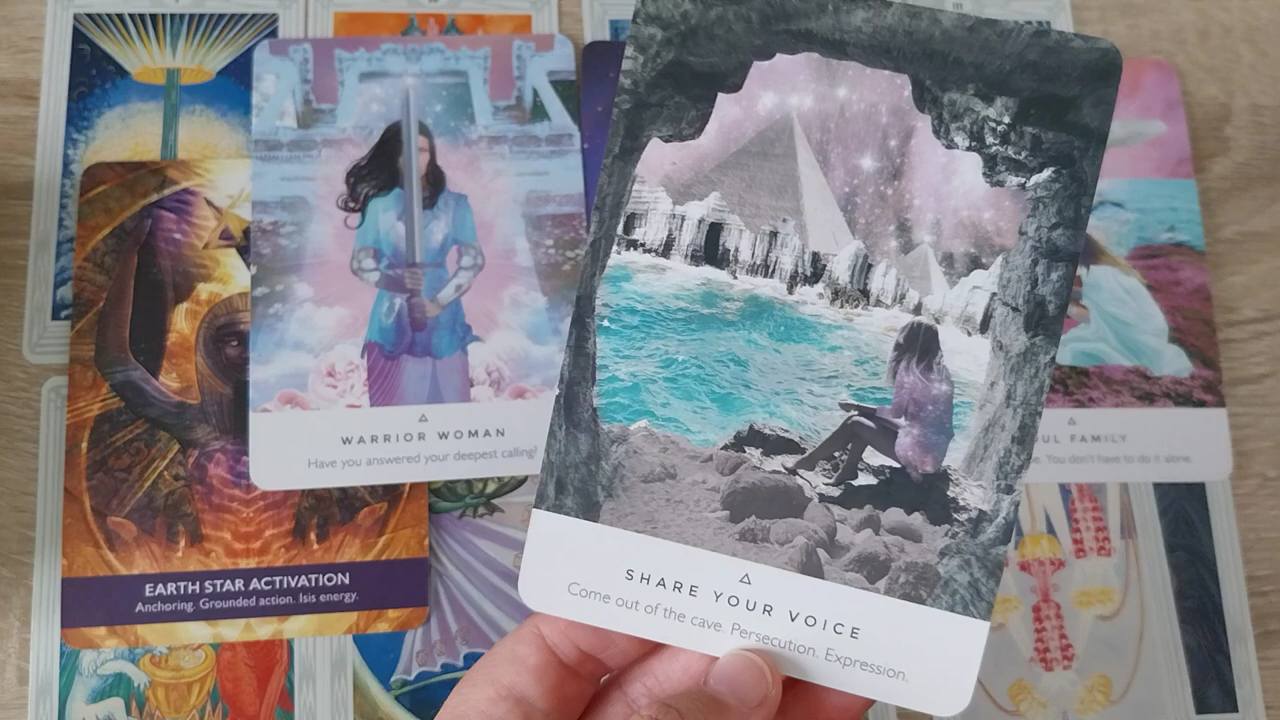 WARRIOR WOMAN
Have you answered your deepest calling?
SHARE YOUR VOICE
Come out of the cave. Persecution. Expression.
FAMILY
You don't have to do it alone.
EARTH STAR ACTIVATION
Anchoring. Grounded action. Isis energy.